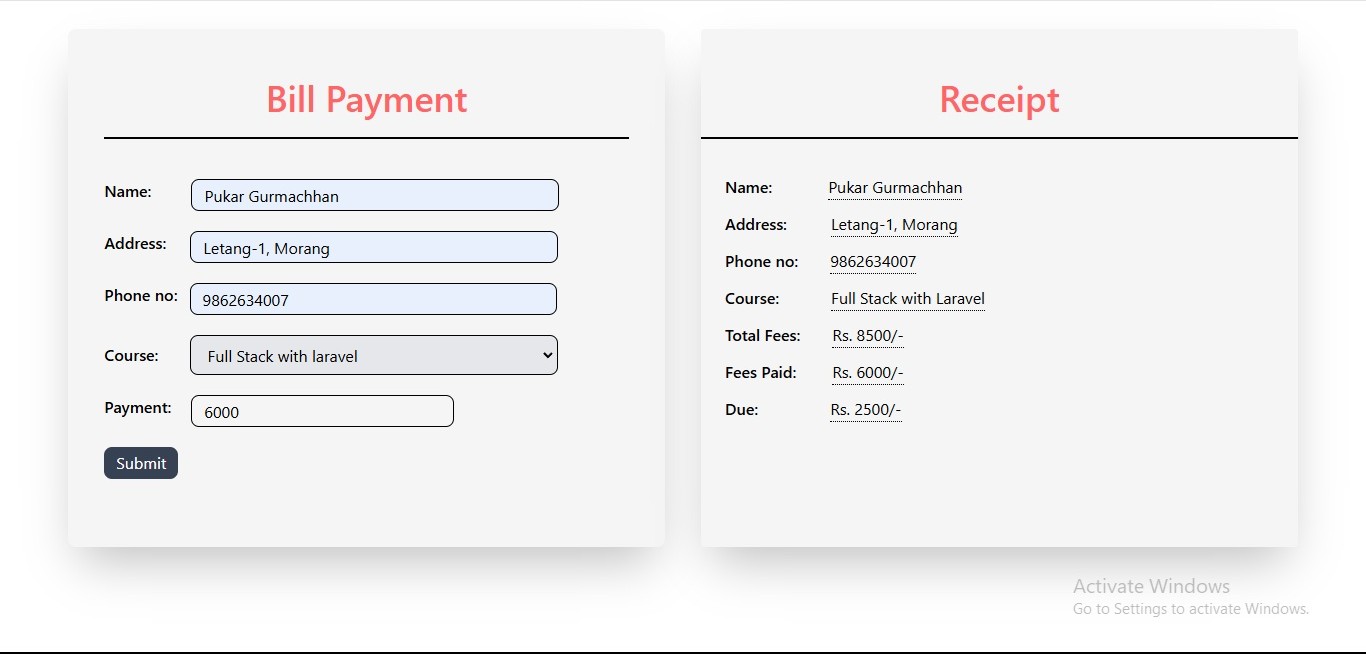 Bill Payment
Name: Pukar Gurmachhan
Address: Letang-1, Morang
Phone no: 9862634007
Course: Full Stack with laravel
Payment: 6000
Submit
Receipt
Name: Pukar Gurmachhan
Address: Letang-1, Morang
Phone no: 9862634007
Course: Full Stack with Laravel
Total Fees: Rs. 8500/-
Fees Paid: Rs. 6000/-
Due: Rs. 2500/-
Activate Windows
Go to Settings to activate Windows.